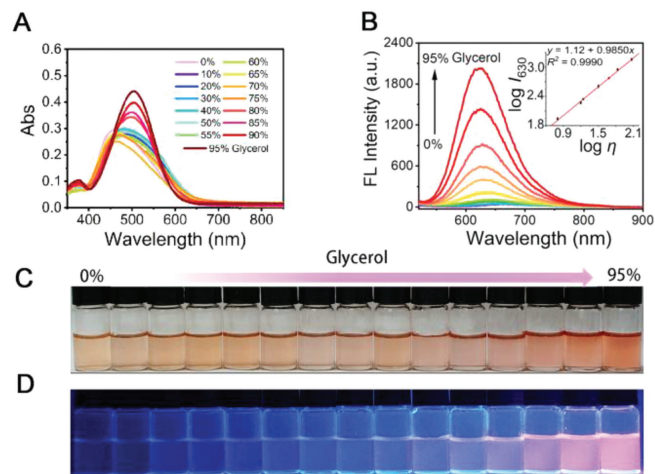 A
Abs
0.6
0.5
0.4
0.3
0.2
0.1
0.0
400 500 600 700 800
Wavelength (nm)
0% 60%
10% 65%
20% 70%
30% 75%
40% 80%
50% 85%
55% 90%
95% Glycerol
B
FL Intensity (a.u.)
2400
2100
1800
1500
1200
900
600
300
0
600 700 800 900
Wavelength (nm)
95% Glycerol
0%
y = 1.12 + 0.9850x
R² = 0.9990
log I630
3.0
2.4
1.8
0.9 1.5 2.1
log η
C
Glycerol
0% 95%
D